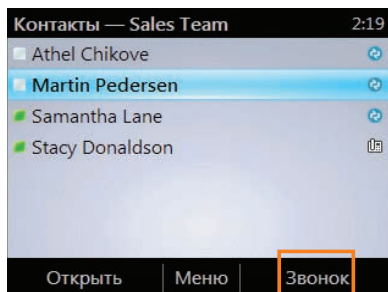 Контакты — Sales Team 2:19
Athel Chikove
Martin Pedersen
Samantha Lane
Stacy Donaldson
Открыть Меню Звонок